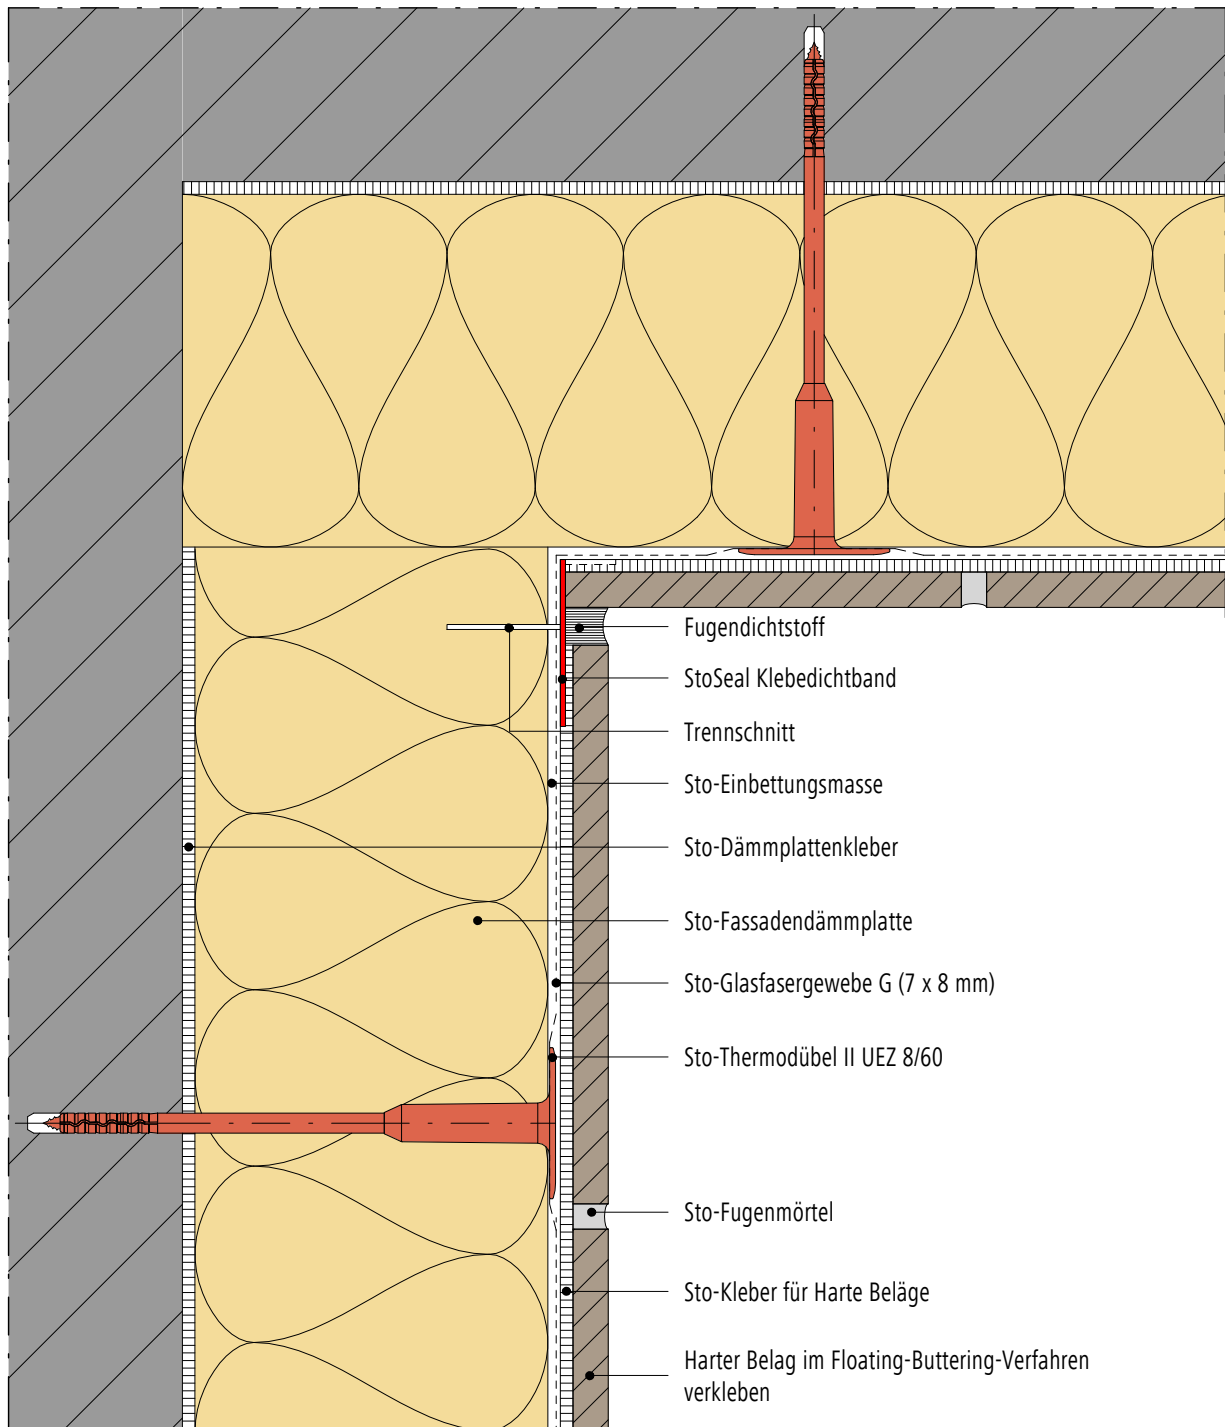 Fugendichtstoff
StoSeal Klebedichtband
Trennschnitt
Sto-Einbettungsmasse
Sto-Dämmplattenkleber
Sto-Fassadendämmplatte
Sto-Glasfasergewebe G (7 x 8 mm)
Sto-Thermodübel II UEZ 8/60
Sto-Fugenmörtel
Sto-Kleber für Harte Beläge
Harter Belag im Floating-Buttering-Verfahren
verkleben